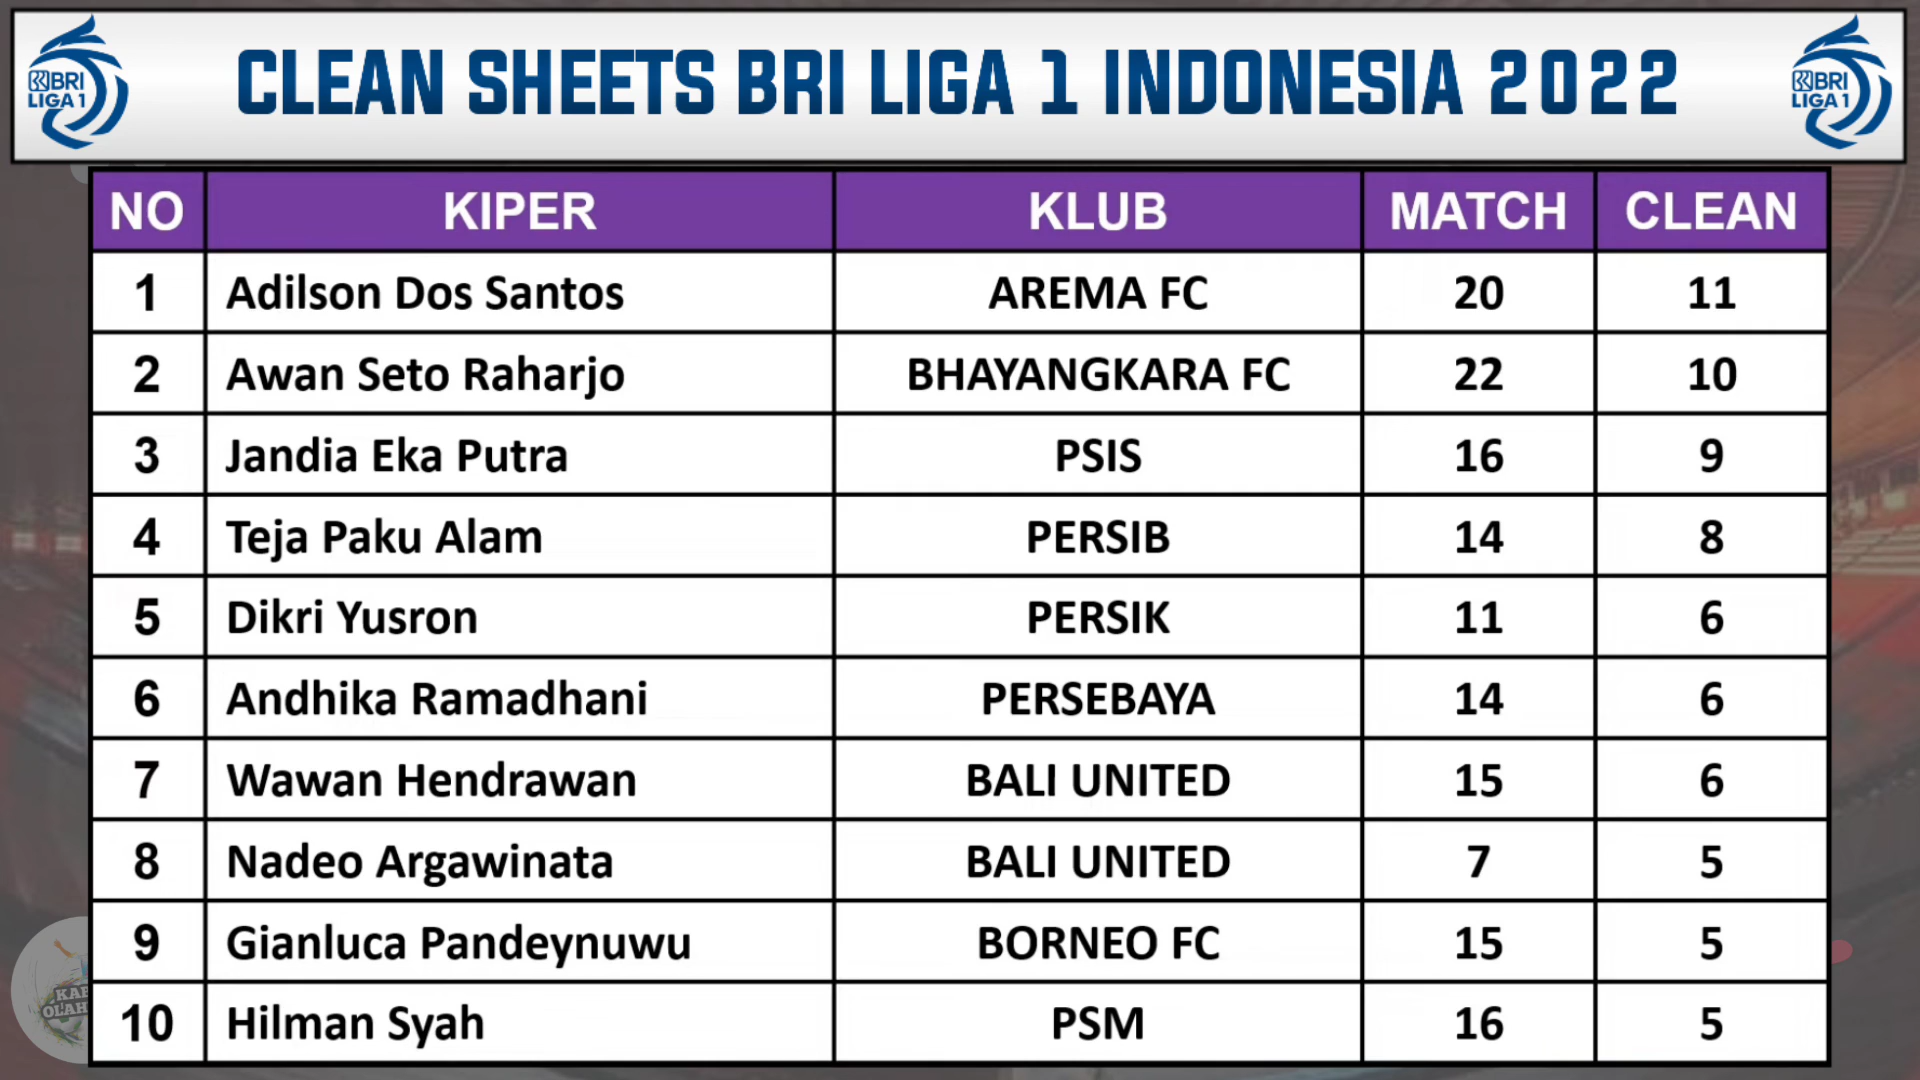 BRI
LIGA 1
CLEAN SHEETS BRI LIGA 1 INDONESIA 2022
BRI
LIGA 1
NO KIPER KLUB MATCH CLEAN
1 Adilson Dos Santos AREMA FC 20 11
2 Awan Seto Raharjo BHAYANGKARA FC 22 10
3 Jandia Eka Putra PSIS 16 9
4 Teja Paku Alam PERSIB 14 8
5 Dikri Yusron PERSIK 11 6
6 Andhika Ramadhani PERSEBAYA 14 6
7 Wawan Hendrawan BALI UNITED 15 6
8 Nadeo Argawinata BALI UNITED 7 5
9 Gianluca Pandeynuwu BORNEO FC 15 5
10 Hilman Syah PSM 16 5